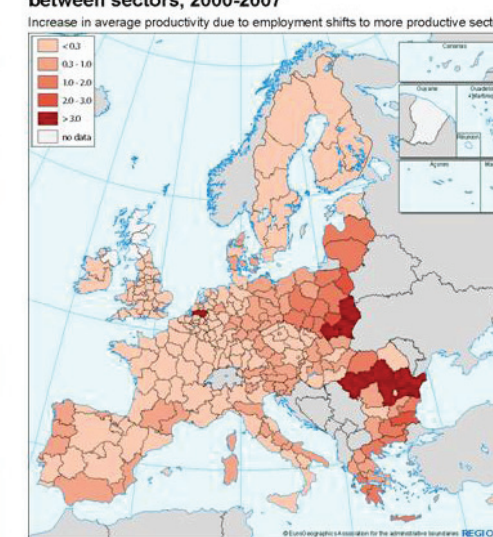 between sectors, 2000-2007
Increase in average productivity due to employment shifts to more productive sect
< 0.3
0.3 - 1.0
1.0 - 2.0
2.0 - 3.0
> 3.0
no data
Canarias
Guyane
Réunion
Açores
© EuroGeographics Association for the administrative boundaries
REGIO